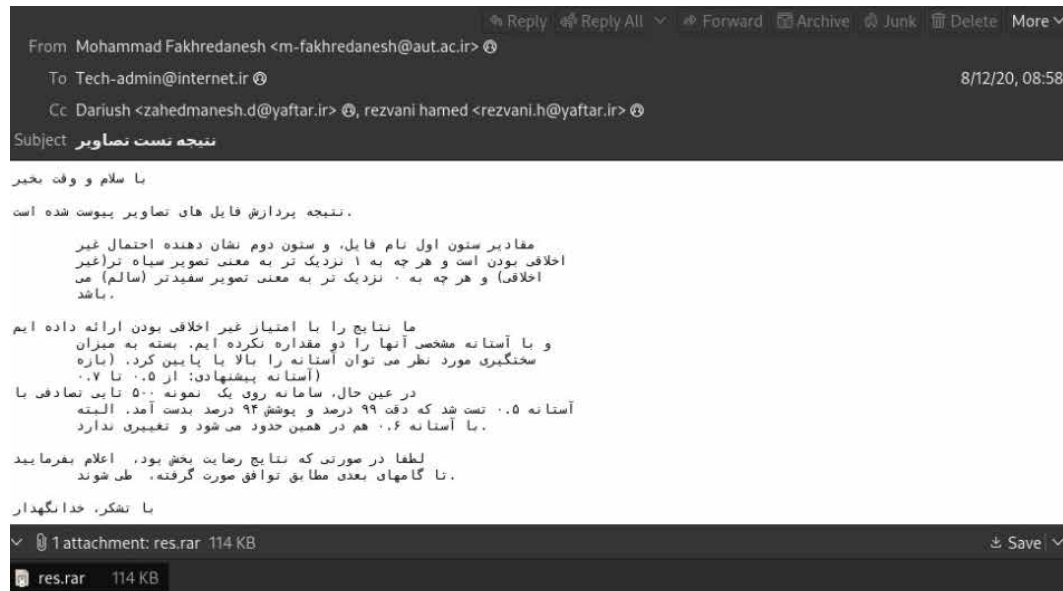 Reply Reply All Forward Archive Junk Delete More
From Mohammad Fakhredanesh <m-fakhredanesh@aut.ac.ir>
To Tech-admin@internet.ir 8/12/20, 08:58
Cc Dariush <zahedmanesh.d@yaftar.ir>, rezvani hamed <rezvani.h@yaftar.ir>
Subject نتیجه تست تصاویر
با سلام و وقت بخیر
نتیجه پردازش فایل های تصاویر پیوست شده است.
مقادیر ستون اول نام فایل، و ستون دوم نشان دهنده احتمال غیر
اخلاقی بودن است و هر چه به ۱ نزدیک تر به معنی تصویر سیاه تر(غیر
اخلاقی) و هر چه به ۰ نزدیک تر به معنی تصویر سفیدتر (سالم) می
باشد.
ما نتایج را با امتیاز غیر اخلاقی بودن ارائه داده ایم
و با آستانه مشخصی آنها را دو مقداره نکرده ایم. بسته به میزان
سختگیری مورد نظر می توان آستانه را بالا یا پایین کرد. (بازه
آستانه پیشنهادی: از ۰.۵ تا ۰.۷)
در عین حال، سامانه روی یک نمونه ۵۰۰ تایی تصادفی با
آستانه ۰.۵ تست شد که دقت ۹۹ درصد و پوشش ۹۴ درصد بدست آمد. البته
با آستانه ۰.۶ هم در همین حدود می شود و تغییری ندارد.
لطفا در صورتی که نتایج رضایت بخش بود، اعلام بفرمایید
تا گامهای بعدی مطابق توافق صورت گرفته، طی شوند.
با تشکر، خدانگهدار
1 attachment: res.rar 114 KB Save
res.rar 114 KB